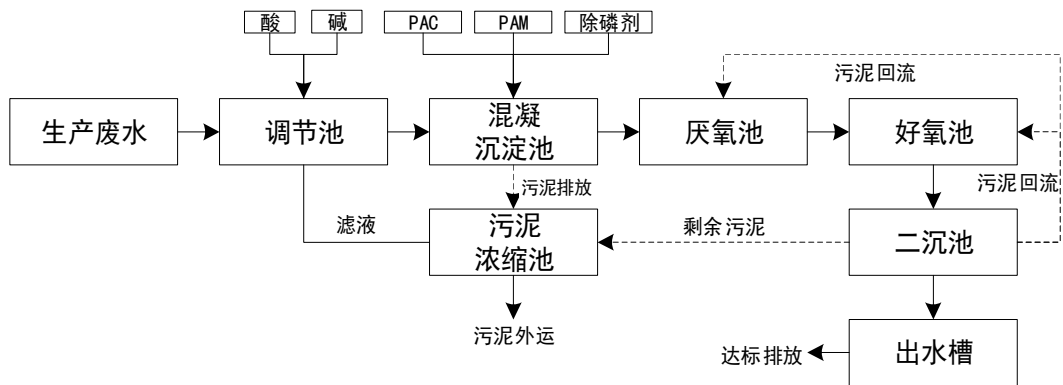 酸
碱
PAC
PAM
除磷剂
污泥回流
生产废水
调节池
混凝
沉淀池
厌氧池
好氧池
污泥排放
污泥回流
滤液
污泥
浓缩池
剩余污泥
二沉池
污泥外运
达标排放
出水槽